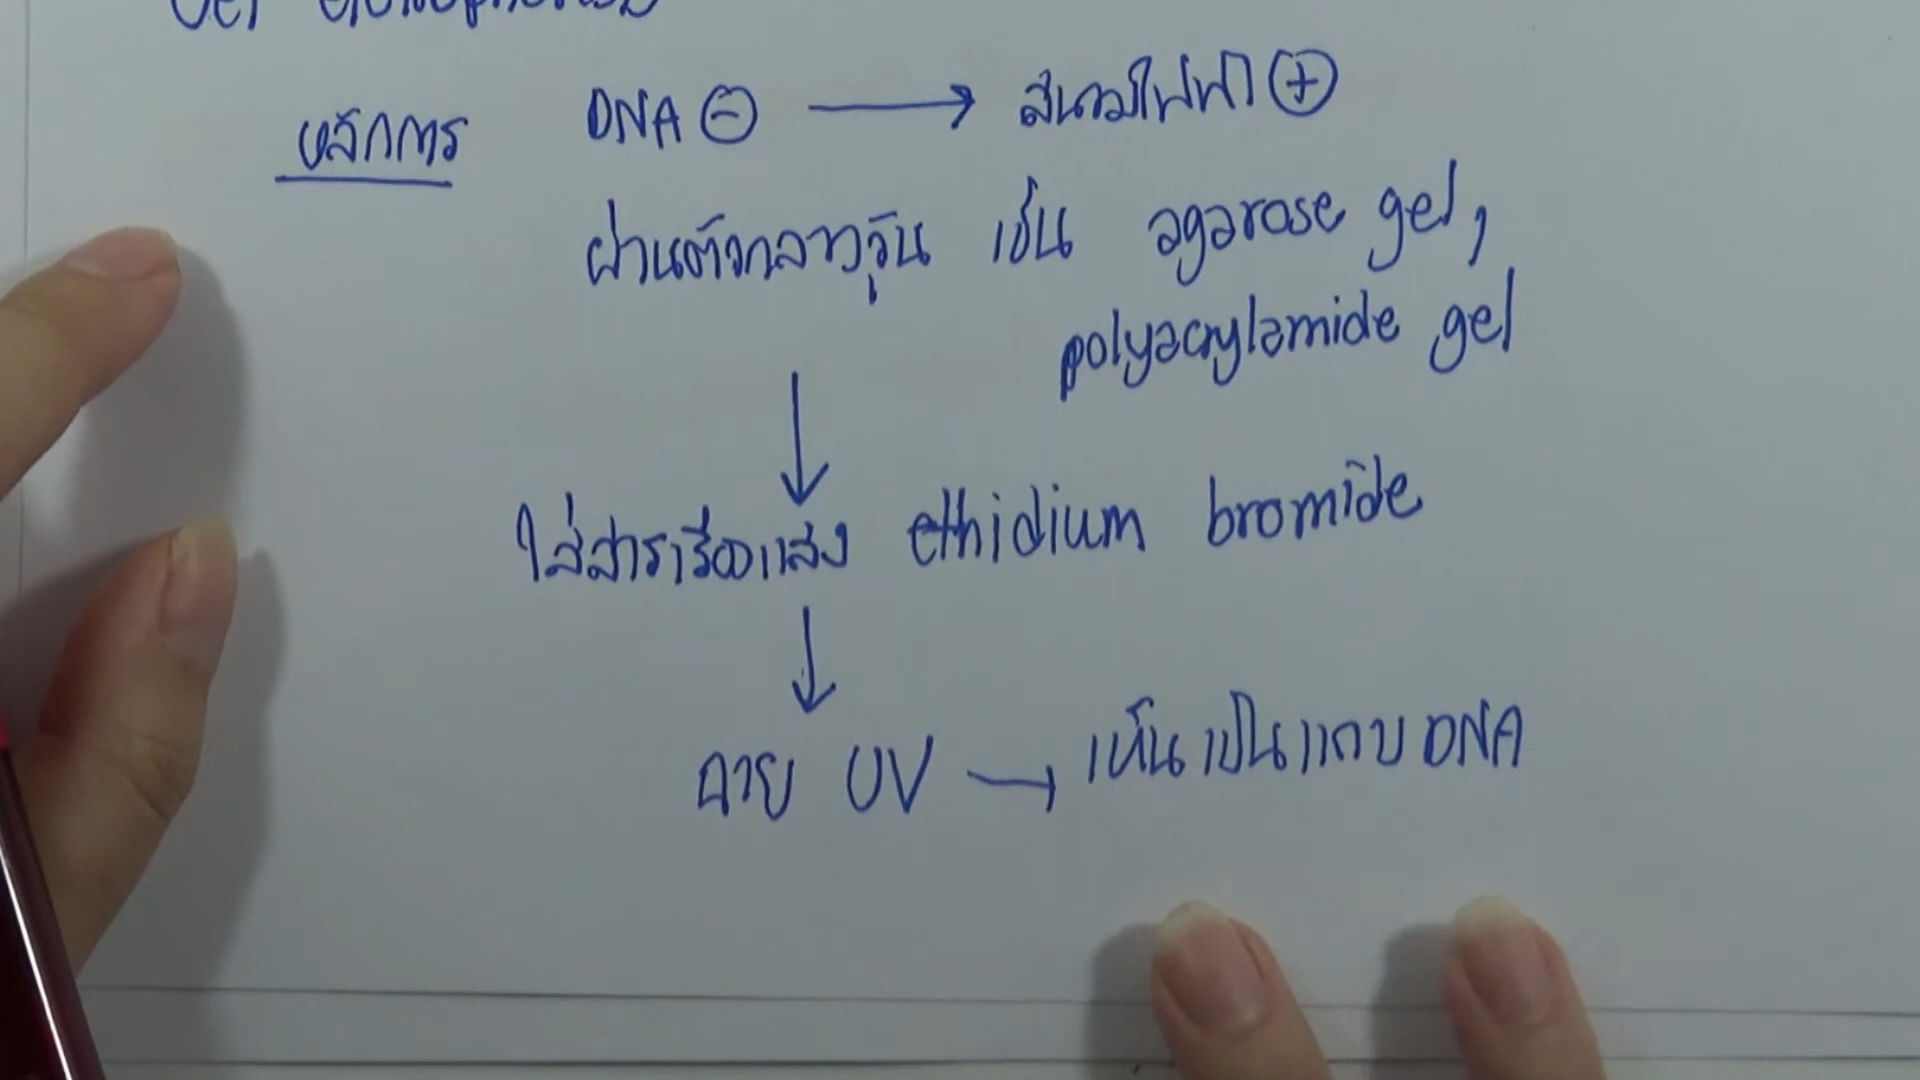 Gel electrophoresis
หลักการ DNA ⊖ → สนามไฟฟ้า ⊕
ผ่านตัวกลางวุ้น เช่น agarose gel,
polyacrylamide gel
↓
ใส่สารเรืองแสง ethidium bromide
↓
ฉาย UV → เห็นเป็นแถบ DNA